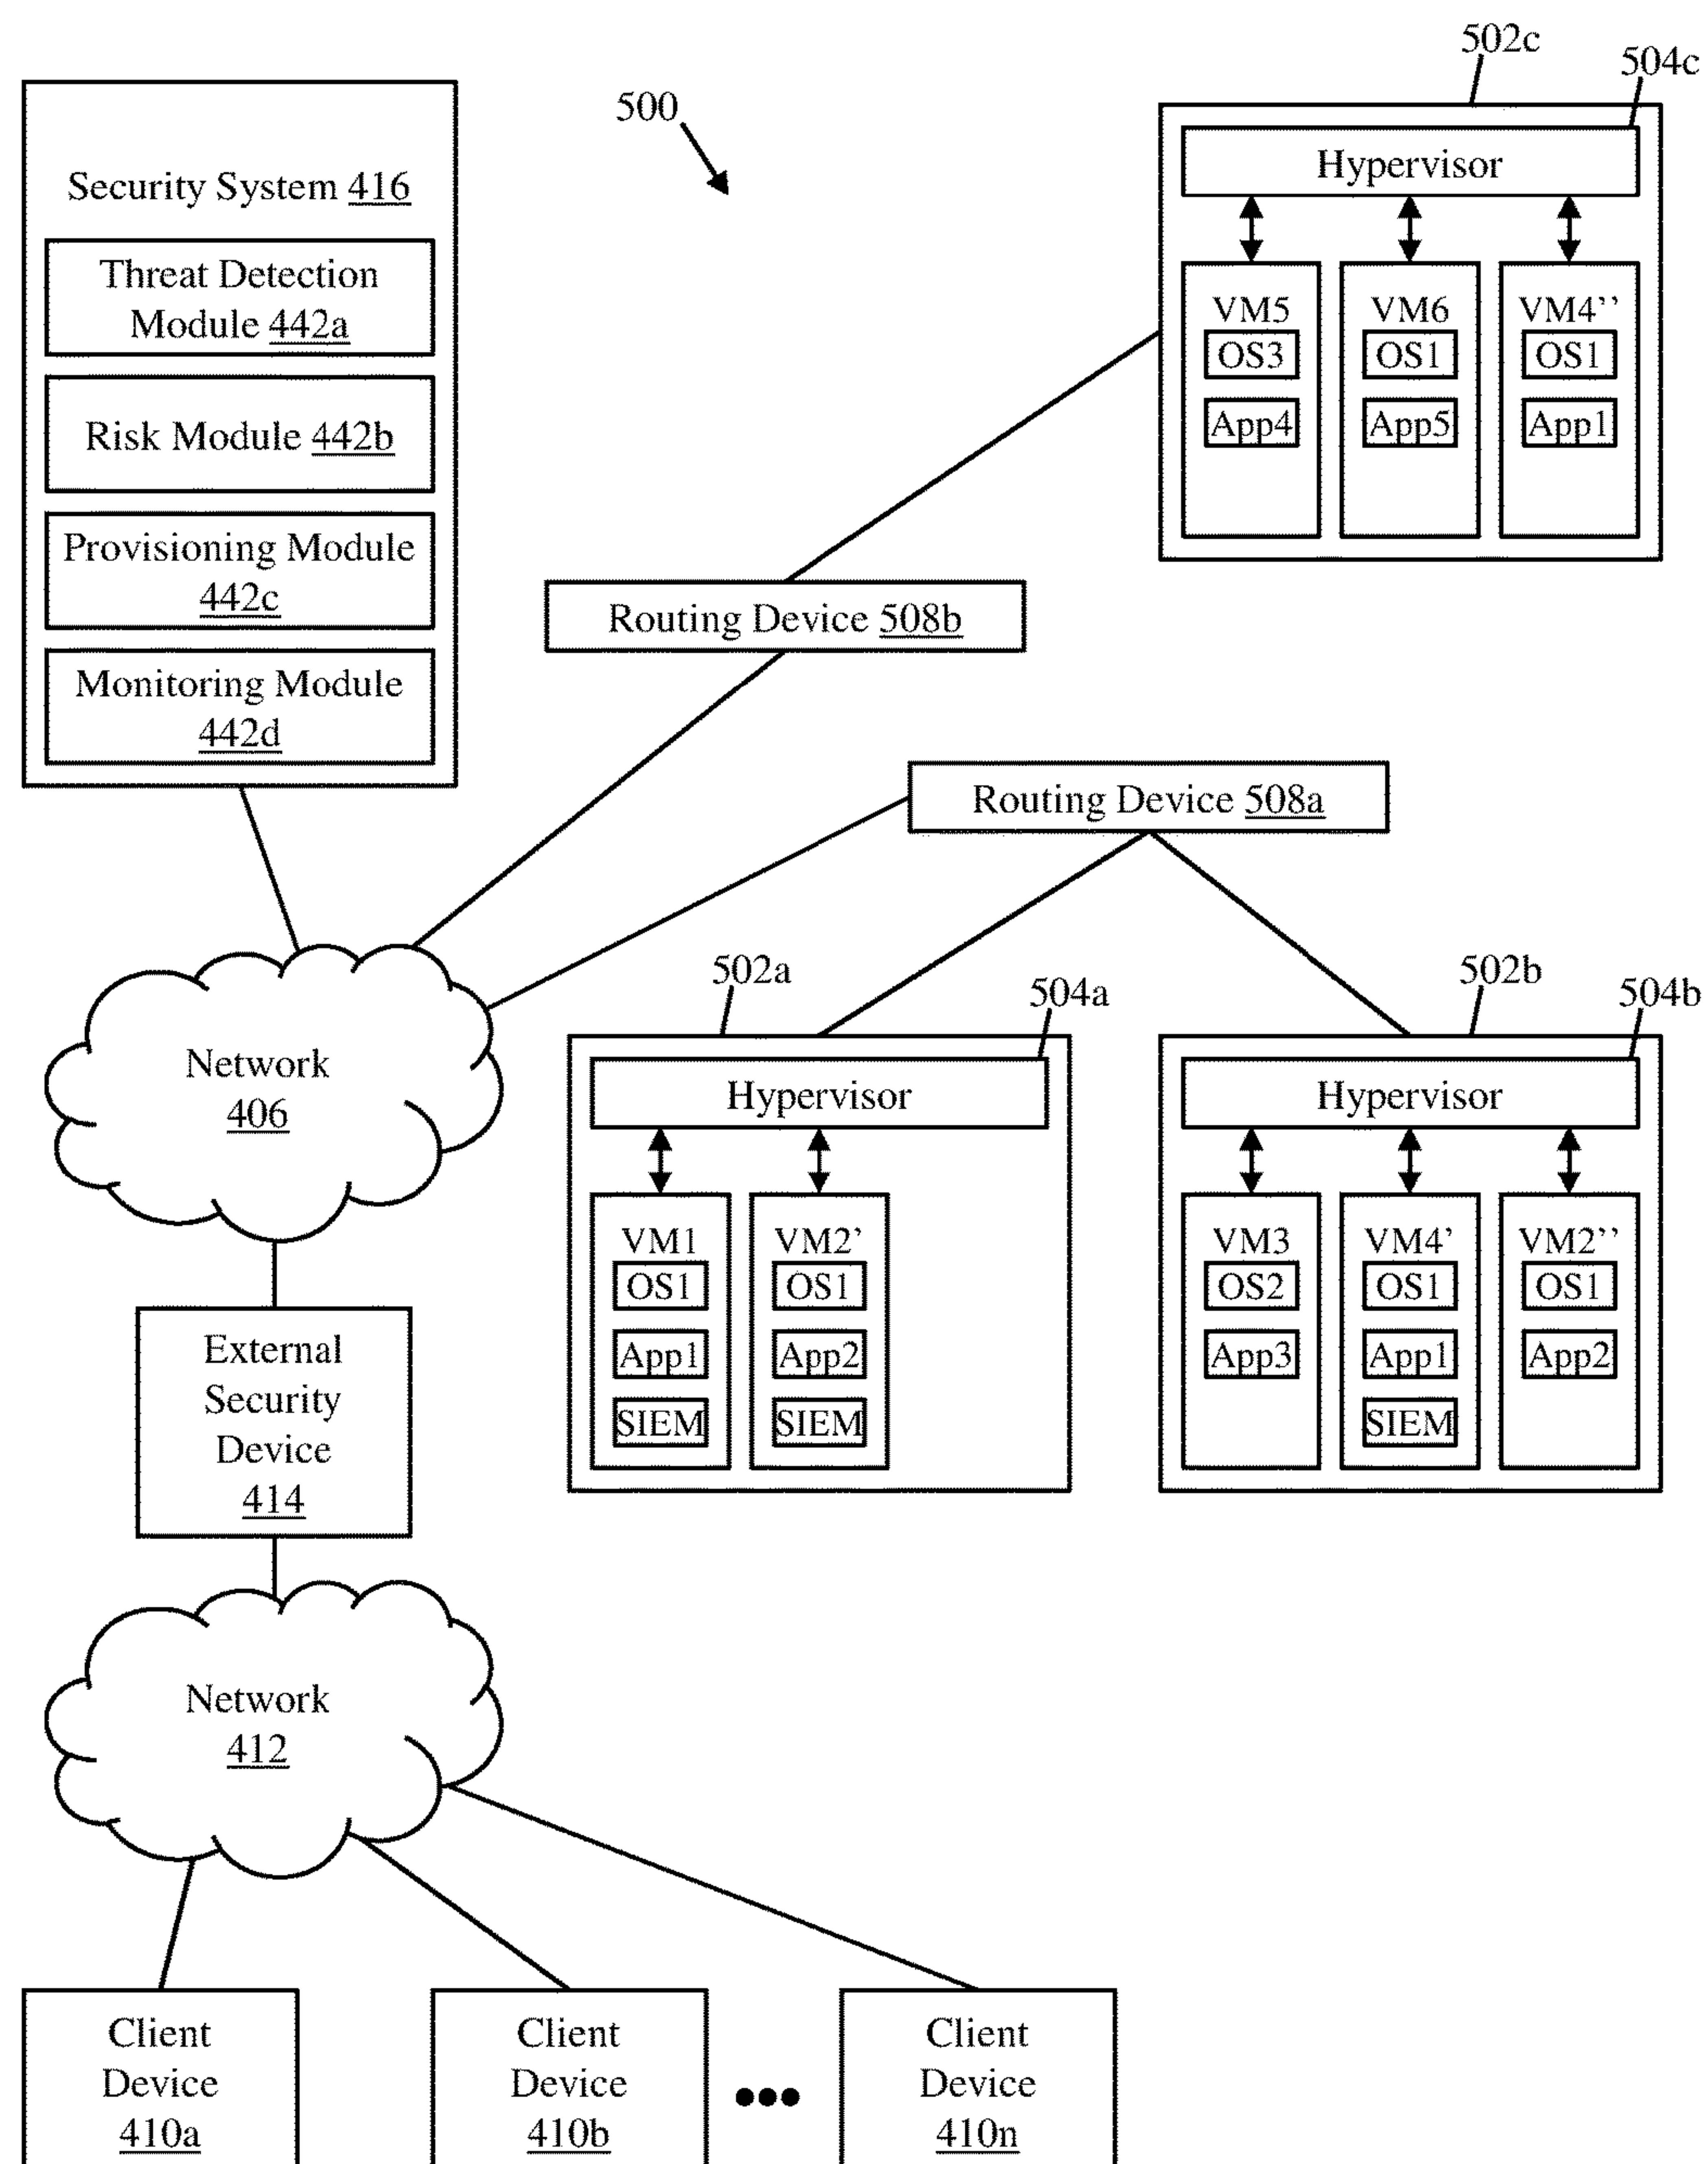 502c
504c
500
Hypervisor
Security System 416
Threat Detection
Module 442a
Risk Module 442b
Provisioning Module
442c
Monitoring Module
442d
VM5
OS3
App4
VM6
OS1
App5
VM4’’
OS1
App1
Routing Device 508b
Routing Device 508a
502a
504a
502b
504b
Network
406
Hypervisor
VM1
OS1
App1
SIEM
VM2’
OS1
App2
SIEM
Hypervisor
VM3
OS2
App3
VM4’
OS1
App1
SIEM
VM2’’
OS1
App2
External
Security
Device
414
Network
412
Client
Device
410a
Client
Device
410b
Client
Device
410n